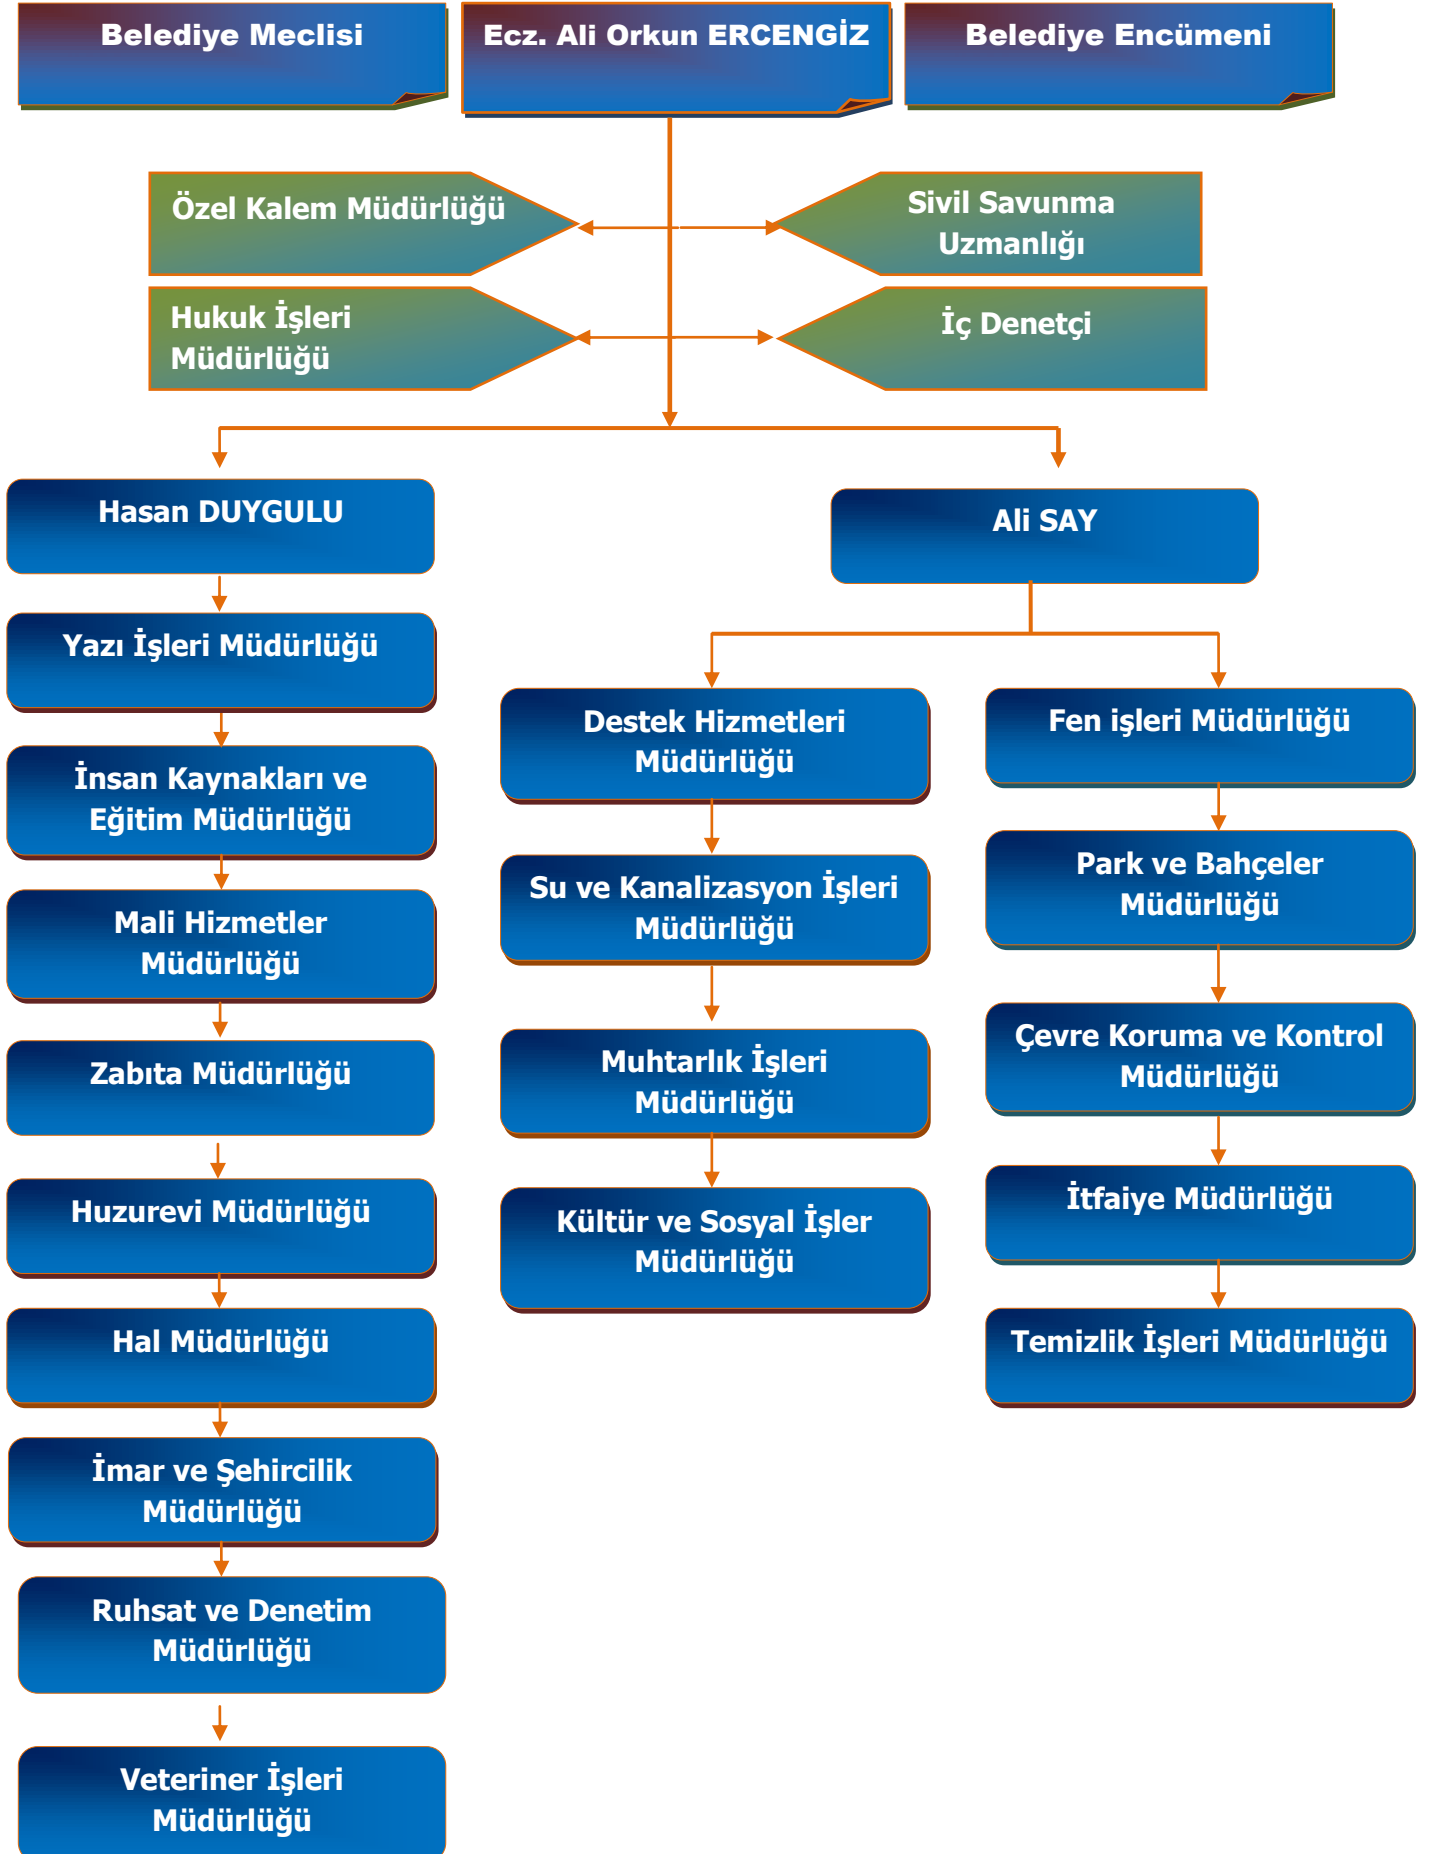 Belediye Meclisi
Ecz. Ali Orkun ERCENGİZ
Belediye Encümeni
Özel Kalem Müdürlüğü
Sivil Savunma
Uzmanlığı
Hukuk İşleri
Müdürlüğü
İç Denetçi
Hasan DUYGULU
Yazı İşleri Müdürlüğü
İnsan Kaynakları ve
Eğitim Müdürlüğü
Mali Hizmetler
Müdürlüğü
Zabıta Müdürlüğü
Huzurevi Müdürlüğü
Hal Müdürlüğü
İmar ve Şehircilik
Müdürlüğü
Ruhsat ve Denetim
Müdürlüğü
Veteriner İşleri
Müdürlüğü
Ali SAY
Destek Hizmetleri
Müdürlüğü
Su ve Kanalizasyon İşleri
Müdürlüğü
Muhtarlık İşleri
Müdürlüğü
Kültür ve Sosyal İşler
Müdürlüğü
Fen işleri Müdürlüğü
Park ve Bahçeler
Müdürlüğü
Çevre Koruma ve Kontrol
Müdürlüğü
İtfaiye Müdürlüğü
Temizlik İşleri Müdürlüğü